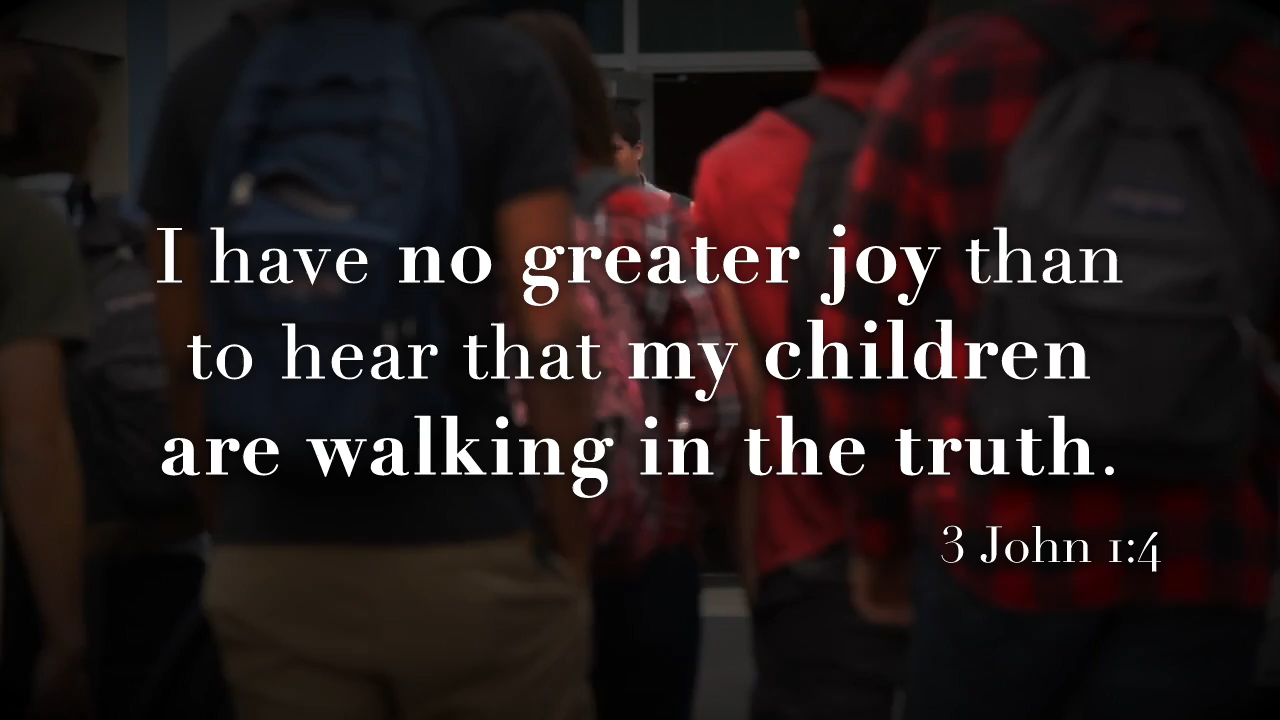 I have no greater joy than
to hear that my children
are walking in the truth.
3 John 1:4